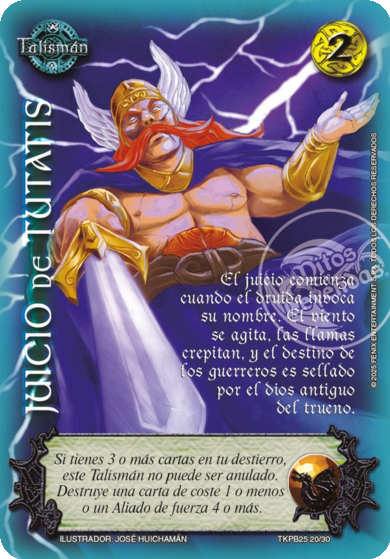 Talismán
2
JUICIO DE TUTATIS
El juicio comienza
cuando el druida invoca
su nombre. El viento
se agita, las llamas
crepitan, y el destino de
los guerreros es sellado
por el dios antiguo
del trueno.
Si tienes 3 o más cartas en tu destierro,
este Talismán no puede ser anulado.
Destruye una carta de coste 1 o menos
o un Aliado de fuerza 4 o más.
ILUSTRADOR: JOSÉ HUICHAMÁN
TKPB25 20/30
© 2025 FÉNIX ENTERTAINMENT
TODOS LOS DERECHOS RESERVADOS